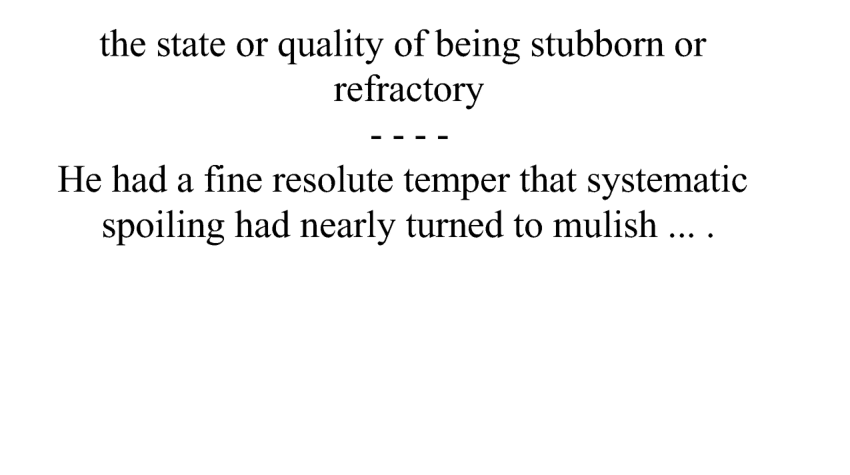 the state or quality of being stubborn or
refractory
- - - -
He had a fine resolute temper that systematic
spoiling had nearly turned to mulish ... .